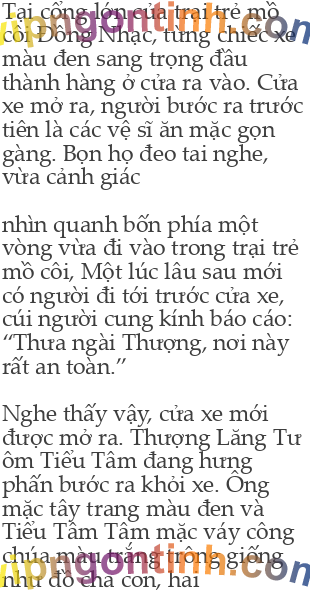 Tại cổng lớn của trại trẻ mồ
côi Đồng Nhạc, từng chiếc xe
màu đen sang trọng đầu
thành hàng ở cửa ra vào. Cửa
xe mở ra, người bước ra trước
tiên là các vệ sĩ ăn mặc gọn
gàng. Bọn họ đeo tai nghe,
vừa cảnh giác
nhìn quanh bốn phía một
vòng vừa đi vào trong trại trẻ
mồ côi, Một lúc lâu sau mới
có người đi tới trước cửa xe,
cúi người cung kính báo cáo:
“Thưa ngài Thượng, nơi này
rất an toàn.”
Nghe thấy vậy, cửa xe mới
được mở ra. Thượng Lăng Tư
ôm Tiểu Tâm đang hưng
phấn bước ra khỏi xe. Ông
mặc tây trang màu đen và
Tiểu Tâm Tâm mặc váy công
chúa màu trắng trông giống
như đồ cha con, hai
vipngontinh.com
vipngontinh.com